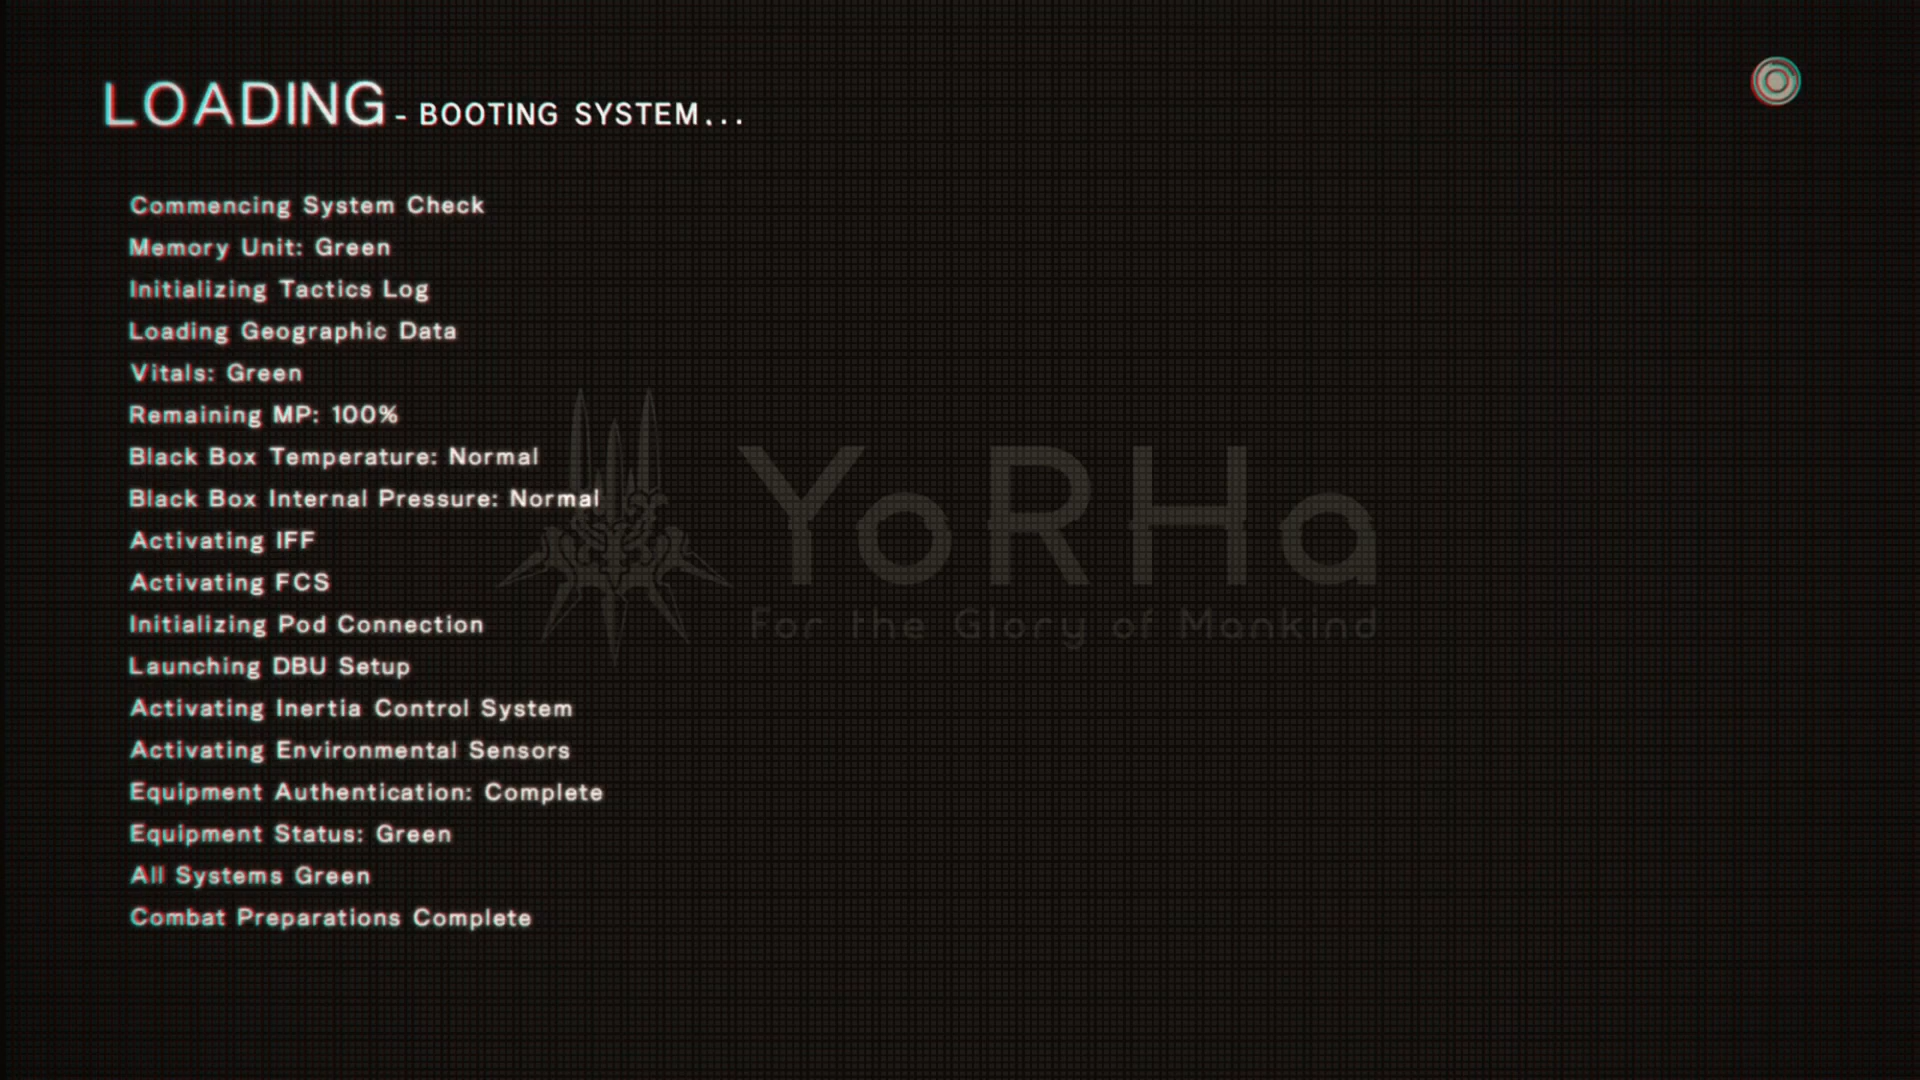 LOADING - BOOTING SYSTEM...
Commencing System Check
Memory Unit: Green
Initializing Tactics Log
Loading Geographic Data
Vitals: Green
Remaining MP: 100%
Black Box Temperature: Normal
Black Box Internal Pressure: Normal
Activating IFF
Activating FCS
Initializing Pod Connection
Launching DBU Setup
Activating Inertia Control System
Activating Environmental Sensors
Equipment Authentication: Complete
Equipment Status: Green
All Systems Green
Combat Preparations Complete
YoRHa
For the Glory of Mankind